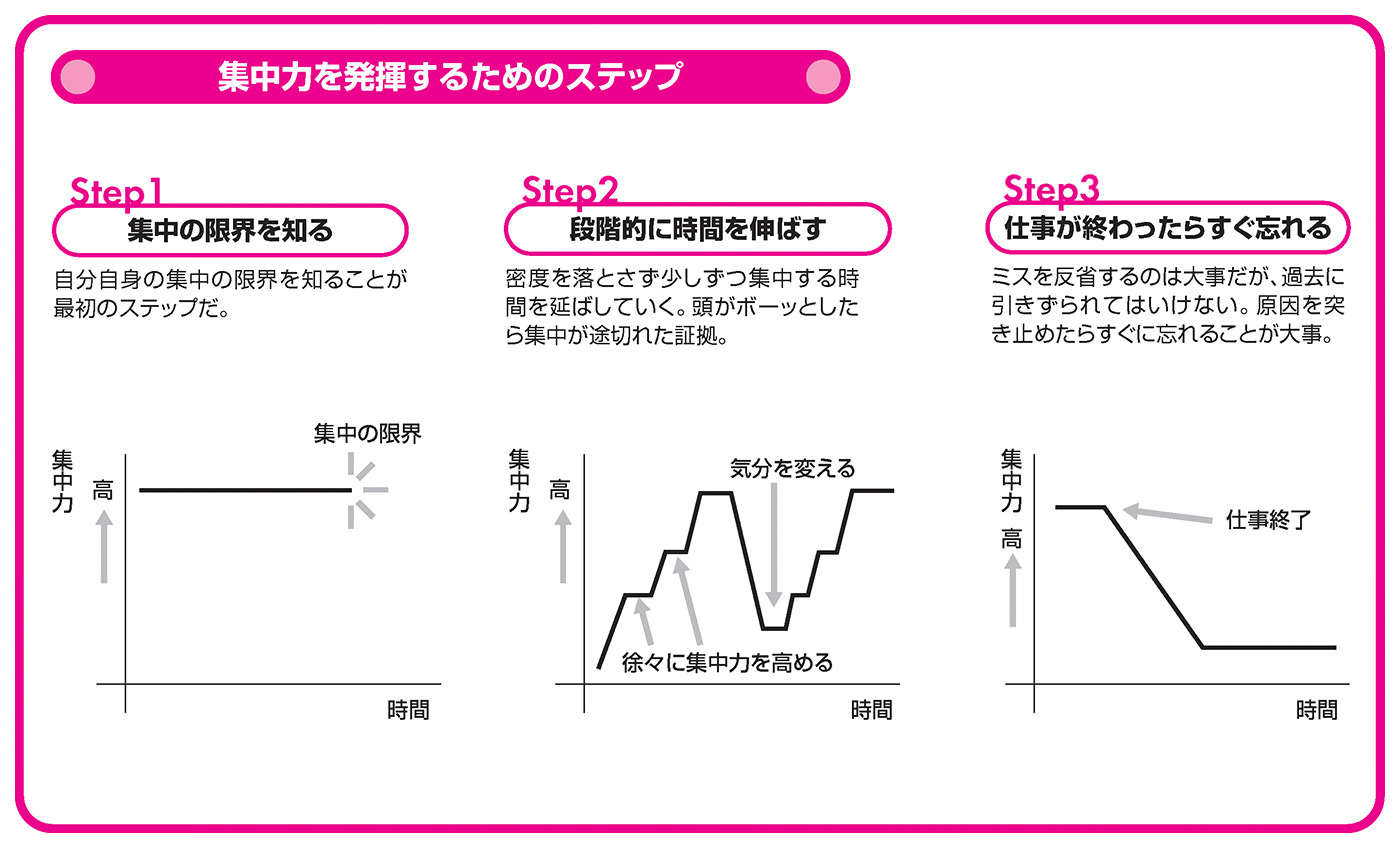 集中力を発揮するためのステップ
Step1
集中の限界を知る
自分自身の集中の限界を知ることが
最初のステップだ。
集中の限界
集中力
高
時間
Step2
段階的に時間を伸ばす
密度を落とさず少しずつ集中する時
間を延ばしていく。頭がボーッとした
ら集中が途切れた証拠。
集中力
高
気分を変える
徐々に集中力を高める
時間
Step3
仕事が終わったらすぐ忘れる
ミスを反省するのは大事だが、過去に
引きずられてはいけない。原因を突
き止めたらすぐに忘れることが大事。
集中力
高
仕事終了
時間